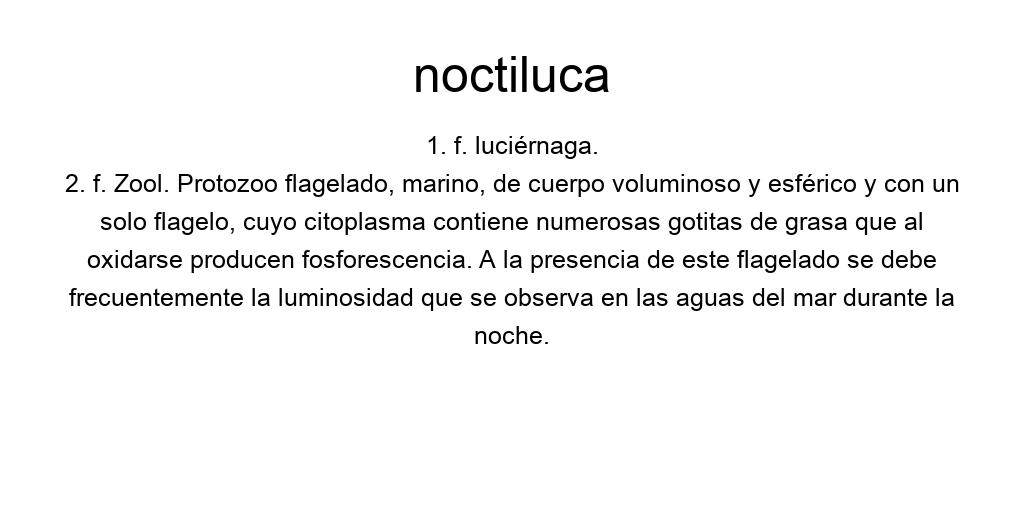 noctiluca
1. f. luciérnaga.
2. f. Zool. Protozoo flagelado, marino, de cuerpo voluminoso y esférico y con un
solo flagelo, cuyo citoplasma contiene numerosas gotitas de grasa que al
oxidarse producen fosforescencia. A la presencia de este flagelado se debe
frecuentemente la luminosidad que se observa en las aguas del mar durante la
noche.